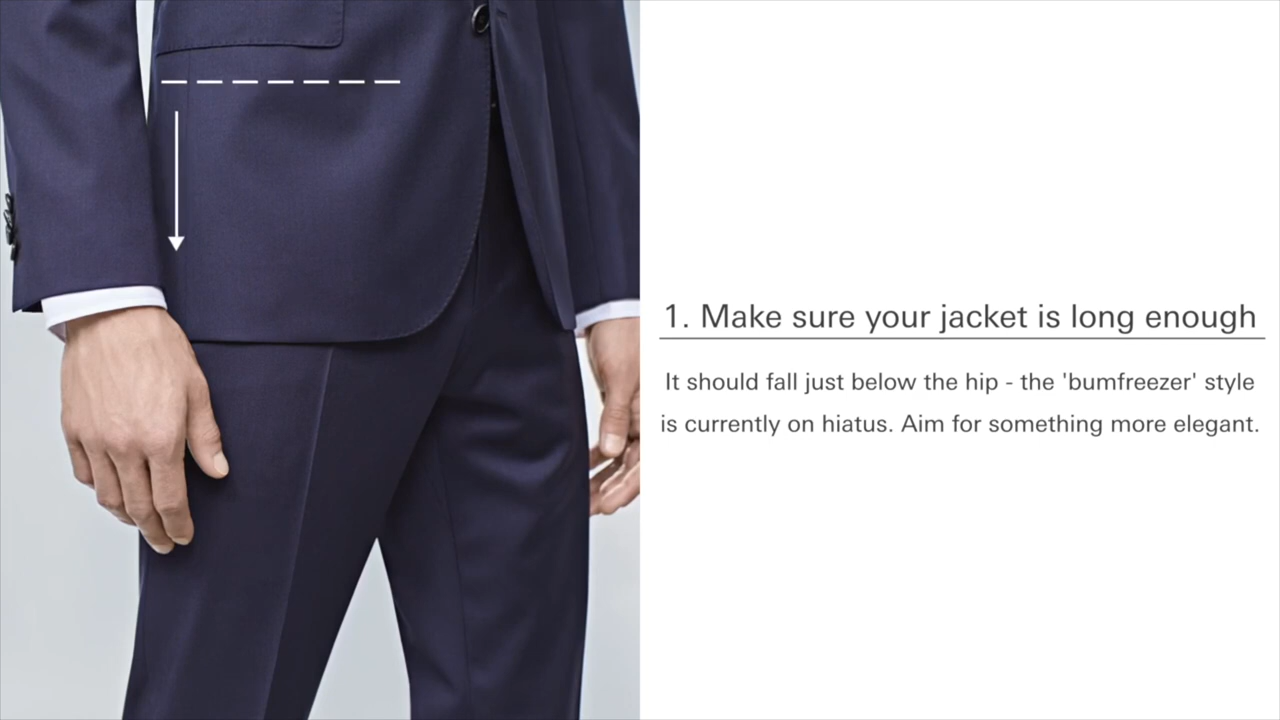 1. Make sure your jacket is long enough
It should fall just below the hip - the 'bumfreezer' style
is currently on hiatus. Aim for something more elegant.